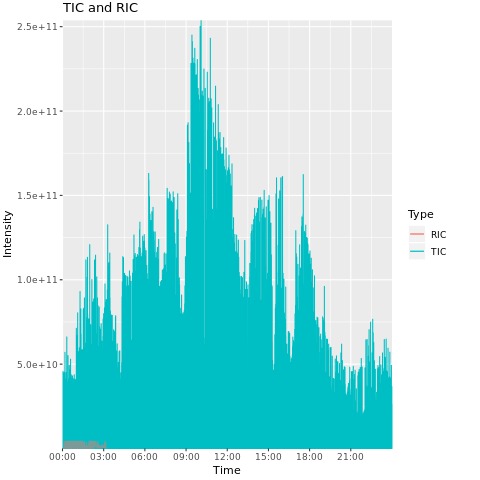 TIC and RIC
2.5e+11
2.0e+11
1.5e+11
1.0e+11
5.0e+10
Intensity
00:00 03:00 06:00 09:00 12:00 15:00 18:00 21:00
Time
Type
RIC
TIC